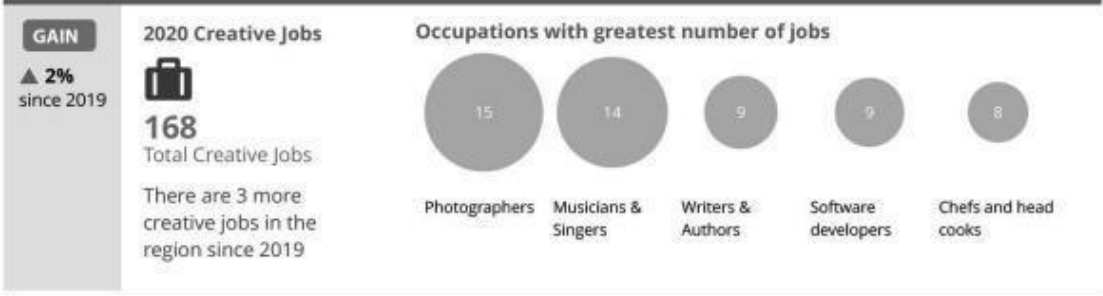 GAIN
▲ 2%
since 2019
2020 Creative Jobs
168
Total Creative Jobs
There are 3 more
creative jobs in the
region since 2019
Occupations with greatest number of jobs
15
14
9
9
8
Photographers
Musicians &
Singers
Writers &
Authors
Software
developers
Chefs and head
cooks